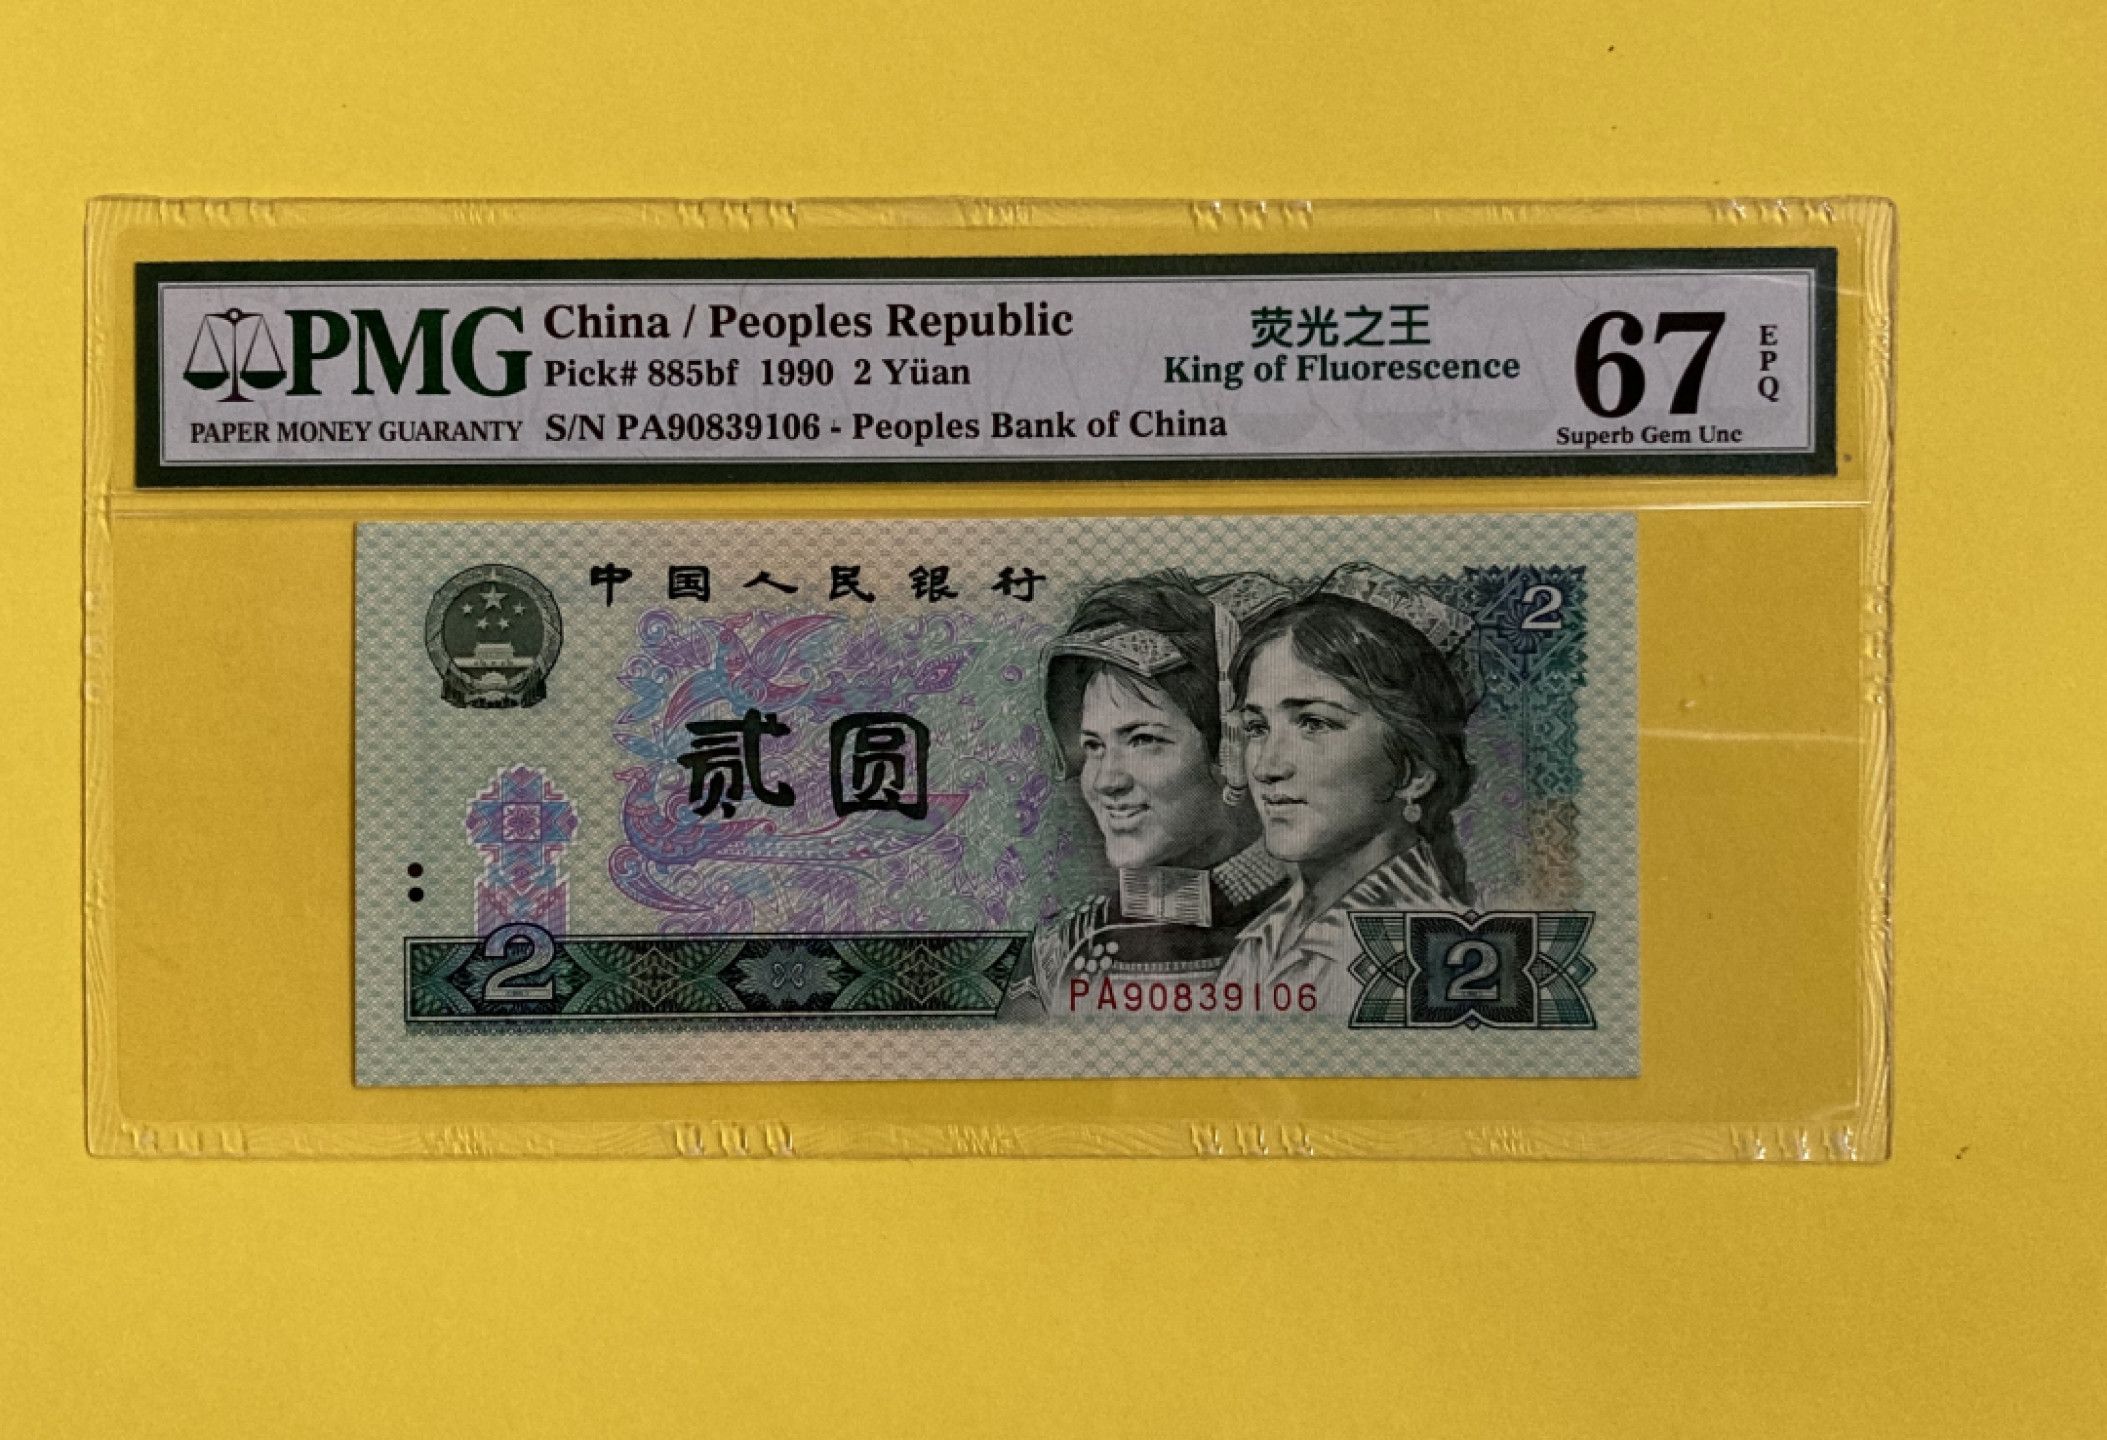 PMG
PAPER MONEY GUARANTY
China / Peoples Republic
Pick# 885bf 1990 2 Yüan
S/N PA90839106 - Peoples Bank of China
荧光之王
King of Fluorescence
67
EPQ
Superb Gem Unc
中国人民银行
2
贰圆
2
PA90839106
2